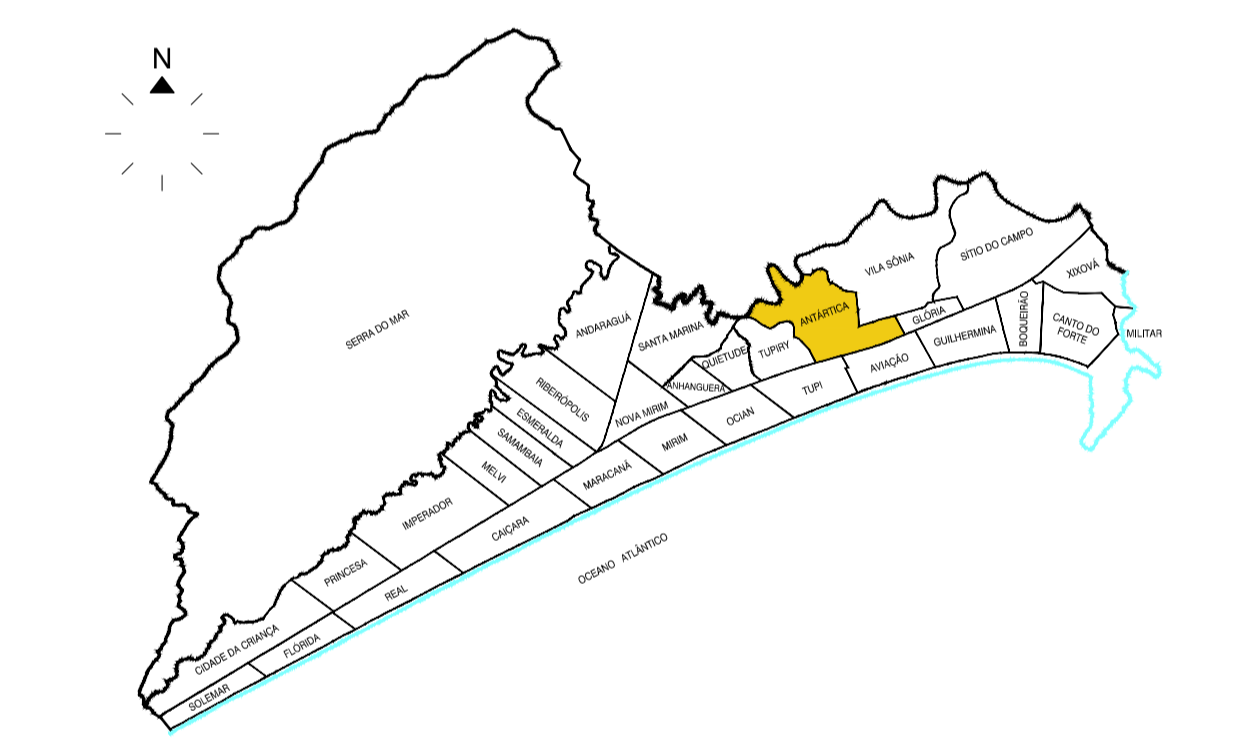 N
SERRA DO MAR
VILA SÔNIA
SÍTIO DO CAMPO
XIXOVÁ
ANDARAGUÁ
SANTA MARINA
ANTÁRTICA
GLÓRIA
BOQUEIRÃO
CANTO DO
FORTE
MILITAR
QUIETUDE
TUPIRY
GUILHERMINA
AVIAÇÃO
ANHANGUERA
TUPI
RIBEIRÓPOLIS
NOVA MIRIM
OCIAN
ESMERALDA
MIRIM
SAMAMBAIA
MARACANÃ
MELVI
IMPERADOR
CAIÇARA
OCEANO ATLÂNTICO
PRINCESA
REAL
CIDADE DA CRIANÇA
FLÓRIDA
SOLEMAR